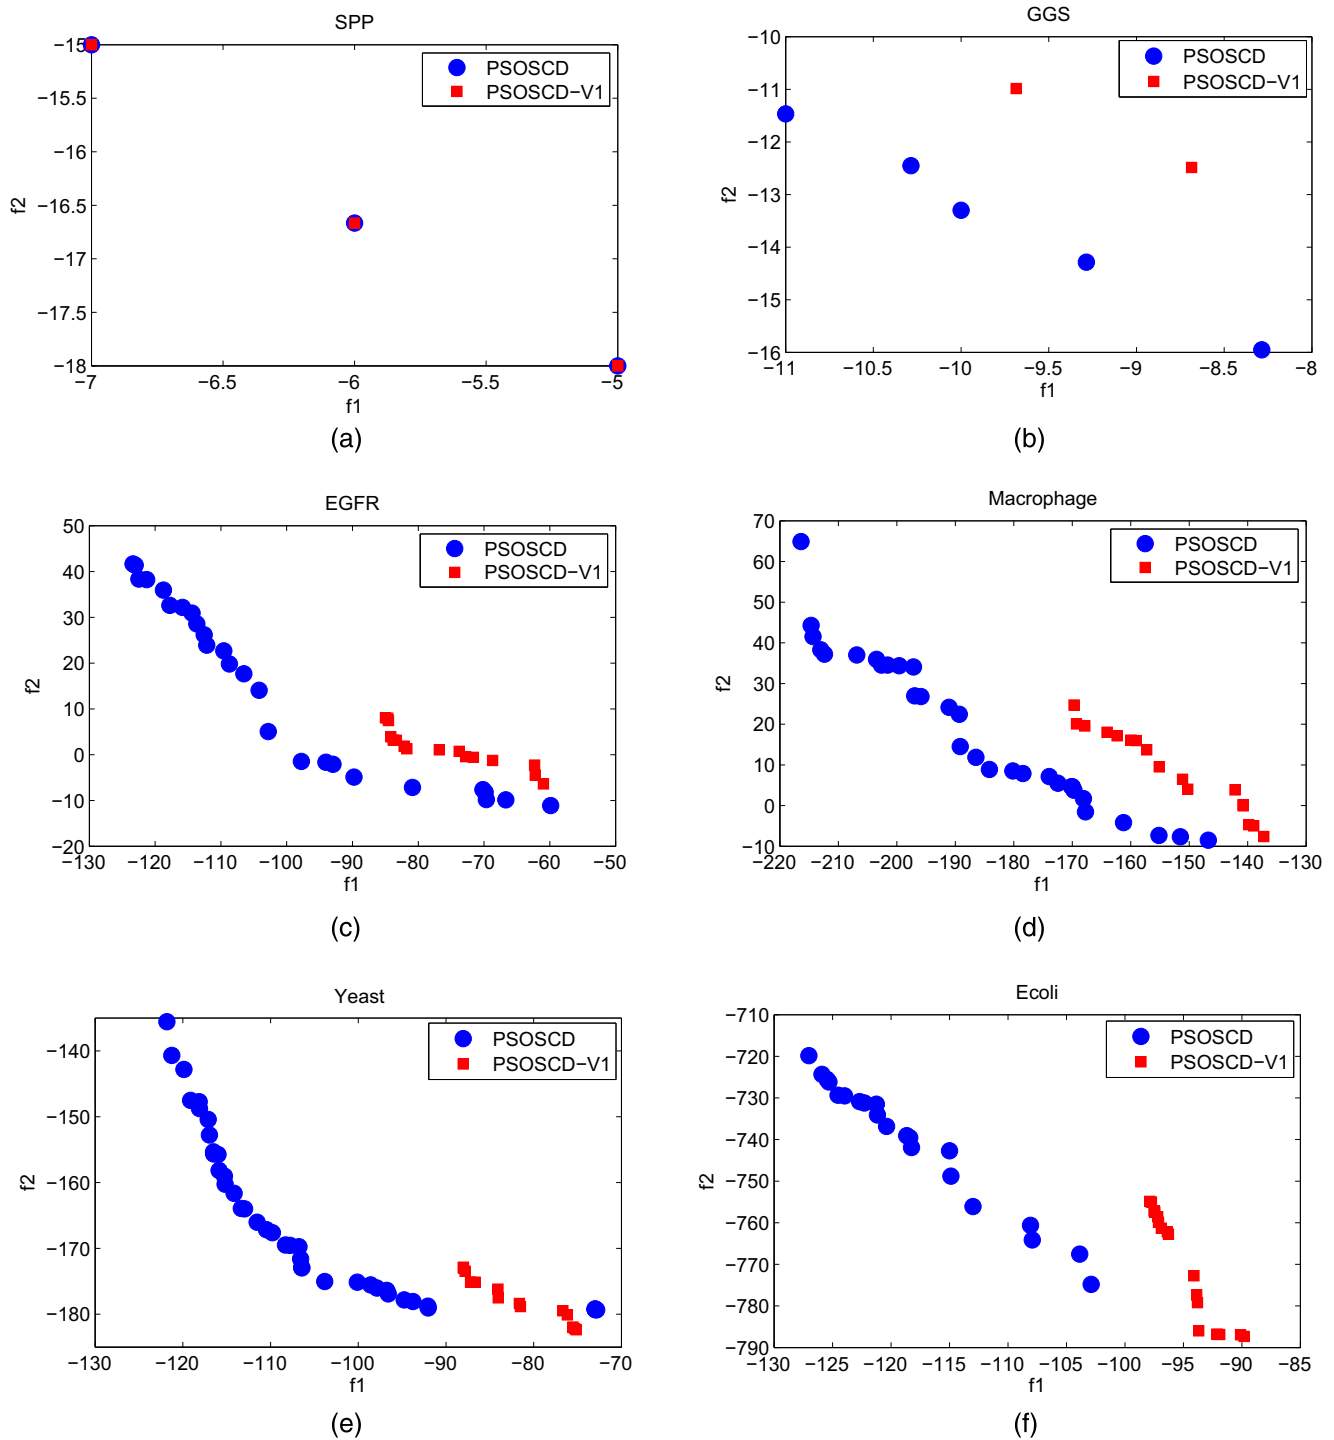 SPP
−15
−15.5
−16
−16.5
−17
−17.5
−18
f2
−7
−6.5
−6
−5.5
−5
f1
PSOSCD
PSOSCD−V1
(a)
GGS
−10
−11
−12
−13
−14
−15
−16
f2
−11
−10.5
−10
−9.5
−9
−8.5
−8
f1
PSOSCD
PSOSCD−V1
(b)
EGFR
50
40
30
20
10
0
−10
−20
f2
−130
−120
−110
−100
−90
−80
−70
−60
−50
f1
PSOSCD
PSOSCD−V1
(c)
Macrophage
70
60
50
40
30
20
10
0
−10
f2
−220
−210
−200
−190
−180
−170
−160
−150
−140
−130
f1
PSOSCD
PSOSCD−V1
(d)
Yeast
−140
−150
−160
−170
−180
f2
−130
−120
−110
−100
−90
−80
−70
f1
PSOSCD
PSOSCD−V1
(e)
Ecoli
−710
−720
−730
−740
−750
−760
−770
−780
−790
f2
−130
−125
−120
−115
−110
−105
−100
−95
−90
−85
f1
PSOSCD
PSOSCD−V1
(f)